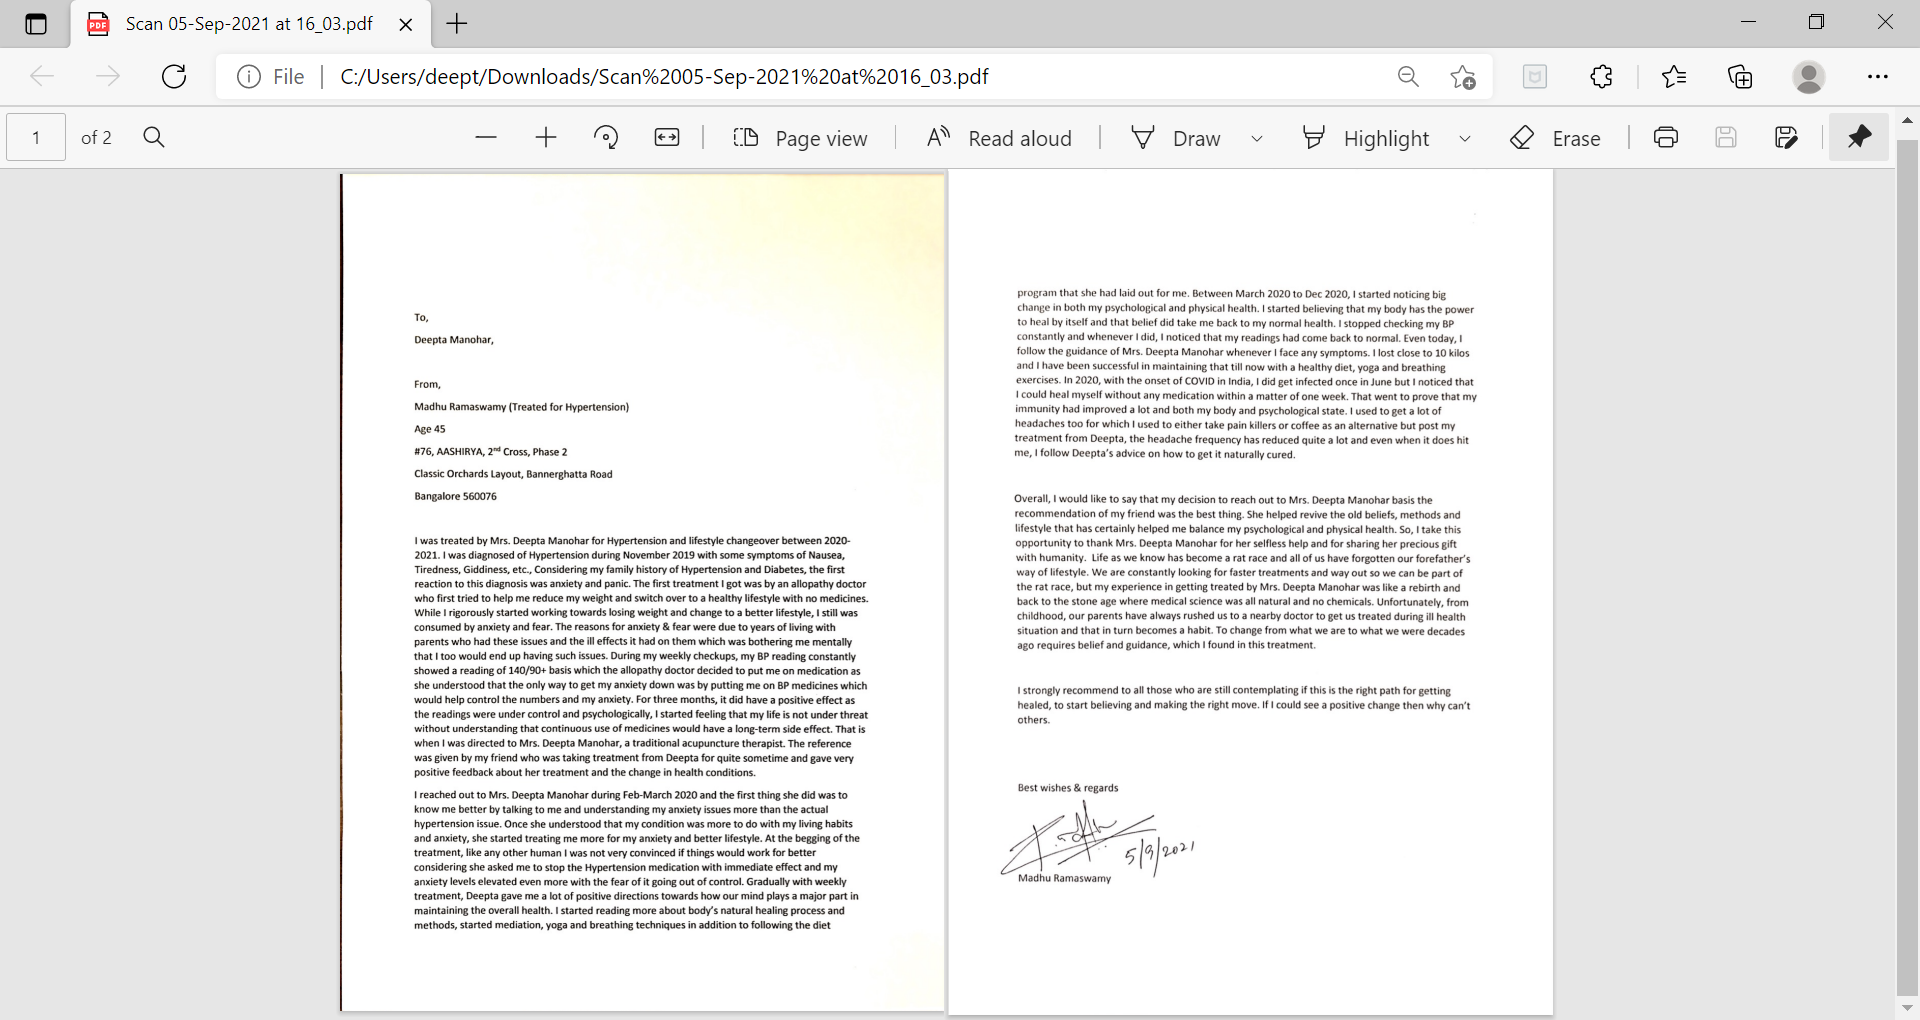 Scan 05-Sep-2021 at 16_03.pdf
File
C:/Users/deept/Downloads/Scan%2005-Sep-2021%20at%2016_03.pdf
1 of 2
Page view
Read aloud
Draw
Highlight
Erase
To,
Deepta Manohar,
From,
Madhu Ramaswamy (Treated for Hypertension)
Age 45
#76, AASHIRYA, 2nd Cross, Phase 2
Classic Orchards Layout, Bannerghatta Road
Bangalore 560076
I was treated by Mrs. Deepta Manohar for Hypertension and lifestyle changeover between 2020-
2021. I was diagnosed of Hypertension during November 2019 with some symptoms of Nausea,
Tiredness, Giddiness, etc., Considering my family history of Hypertension and Diabetes, the first
reaction to this diagnosis was anxiety and panic. The first treatment I got was by an allopathy doctor
who first tried to help me reduce my weight and switch over to a healthy lifestyle with no medicines.
While I rigorously started working towards losing weight and change to a better lifestyle, I still was
consumed by anxiety and fear. The reasons for anxiety & fear were due to years of living with
parents who had these issues and the ill effects it had on them which was bothering me mentally
that I too would end up having such issues. During my weekly checkups, my BP reading constantly
showed a reading of 140/90+ basis which the allopathy doctor decided to put me on medication as
she understood that the only way to get my anxiety down was by putting me on BP medicines which
would help control the numbers and my anxiety. For three months, it did have a positive effect as
the readings were under control and psychologically, I started feeling that my life is not under threat
without understanding that continuous use of medicines would have a long-term side effect. That is
when I was directed to Mrs. Deepta Manohar, a traditional acupuncture therapist. The reference
was given by my friend who was taking treatment from Deepta for quite sometime and gave very
positive feedback about her treatment and the change in health conditions.
I reached out to Mrs. Deepta Manohar during Feb-March 2020 and the first thing she did was to
know me better by talking to me and understanding my anxiety issues more than the actual
hypertension issue. Once she understood that my condition was more to do with my living habits
and anxiety, she started treating me more for my anxiety and better lifestyle. At the begging of the
treatment, like any other human I was not very convinced if things would work for better
considering she asked me to stop the Hypertension medication with immediate effect and my
anxiety levels elevated even more with the fear of it going out of control. Gradually with weekly
treatment, Deepta gave me a lot of positive directions towards how our mind plays a major part in
maintaining the overall health. I started reading more about body's natural healing process and
methods, started mediation, yoga and breathing techniques in addition to following the diet
program that she had laid out for me. Between March 2020 to Dec 2020, I started noticing big
change in both my psychological and physical health. I started believing that my body has the power
to heal by itself and that belief did take me back to my normal health. I stopped checking my BP
constantly and whenever I did, I noticed that my readings had come back to normal. Even today, I
follow the guidance of Mrs. Deepta Manohar whenever I face any symptoms. I lost close to 10 kilos
and I have been successful in maintaining that till now with a healthy diet, yoga and breathing
exercises. In 2020, with the onset of COVID in India, I did get infected once in June but I noticed that
I could heal myself without any medication within a matter of one week. That went to prove that my
immunity had improved a lot and both my body and psychological state. I used to get a lot of
headaches too for which I used to either take pain killers or coffee as an alternative but post my
treatment from Deepta, the headache frequency has reduced quite a lot and even when it does hit
me, I follow Deepta's advice on how to get it naturally cured.
Overall, I would like to say that my decision to reach out to Mrs. Deepta Manohar basis the
recommendation of my friend was the best thing. She helped revive the old beliefs, methods and
lifestyle that has certainly helped me balance my psychological and physical health. So, I take this
opportunity to thank Mrs. Deepta Manohar for her selfless help and for sharing her precious gift
with humanity. Life as we know has become a rat race and all of us have forgotten our forefather's
way of lifestyle. We are constantly looking for faster treatments and way out so we can be part of
the rat race, but my experience in getting treated by Mrs. Deepta Manohar was like a rebirth and
back to the stone age where medical science was all natural and no chemicals. Unfortunately, from
childhood, our parents have always rushed us to a nearby doctor to get us treated during ill health
situation and that in turn becomes a habit. To change from what we are to what we were decades
ago requires belief and guidance, which I found in this treatment.
I strongly recommend to all those who are still contemplating if this is the right path for getting
healed, to start believing and making the right move. If I could see a positive change then why can't
others.
Best wishes & regards
5/9/2021
Madhu Ramaswamy